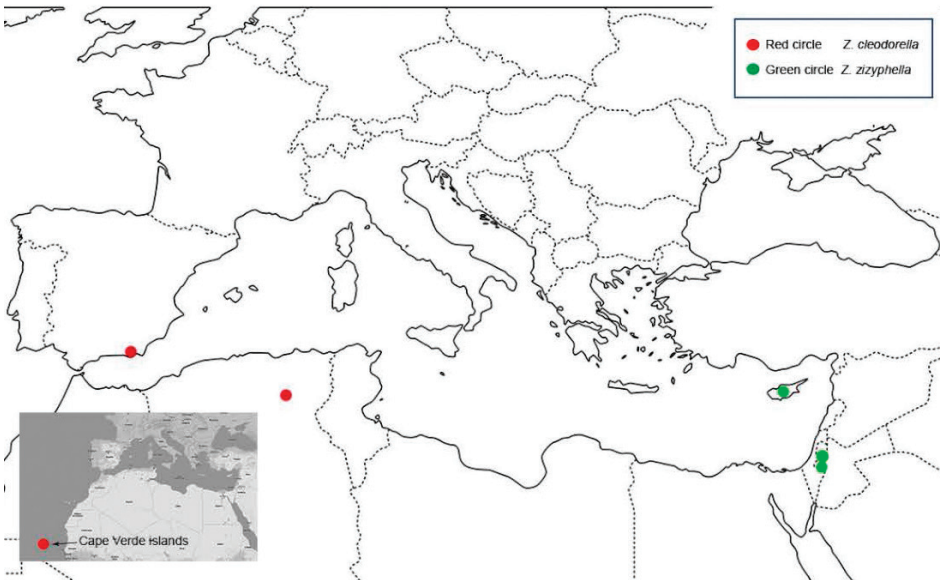 Red circle Z. cleodorella
Green circle Z. zizyphella
Cape Verde islands